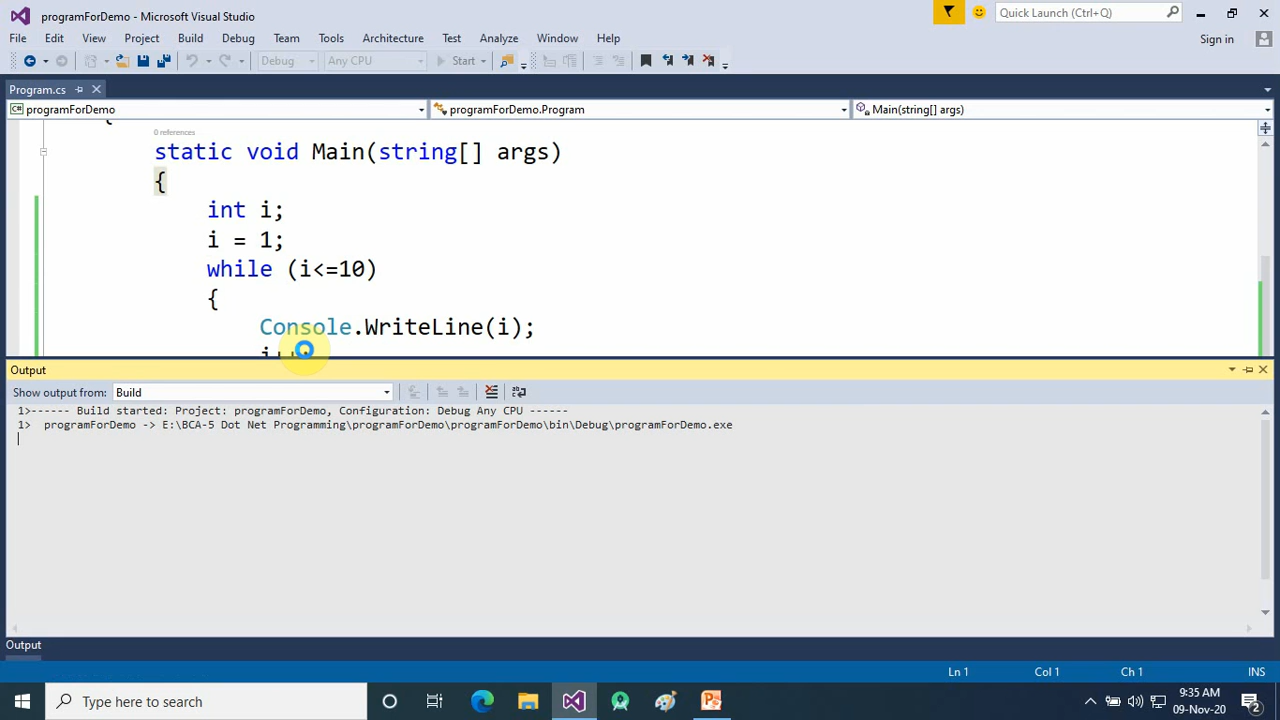 programForDemo - Microsoft Visual Studio
Quick Launch (Ctrl+Q)
File Edit View Project Build Debug Team Tools Architecture Test Analyze Window Help
Sign in
Debug Any CPU Start
Program.cs
programForDemo programForDemo.Program Main(string[] args)
{
0 references
static void Main(string[] args)
{
int i;
i = 1;
while (i<=10)
{
Console.WriteLine(i);
Output
Show output from: Build
1>------ Build started: Project: programForDemo, Configuration: Debug Any CPU ------
1> programForDemo -> E:\BCA-5 Dot Net Programming\programForDemo\programForDemo\bin\Debug\programForDemo.exe
Output
Ln 1 Col 1 Ch 1 INS
Type here to search
9:35 AM
09-Nov-20
2